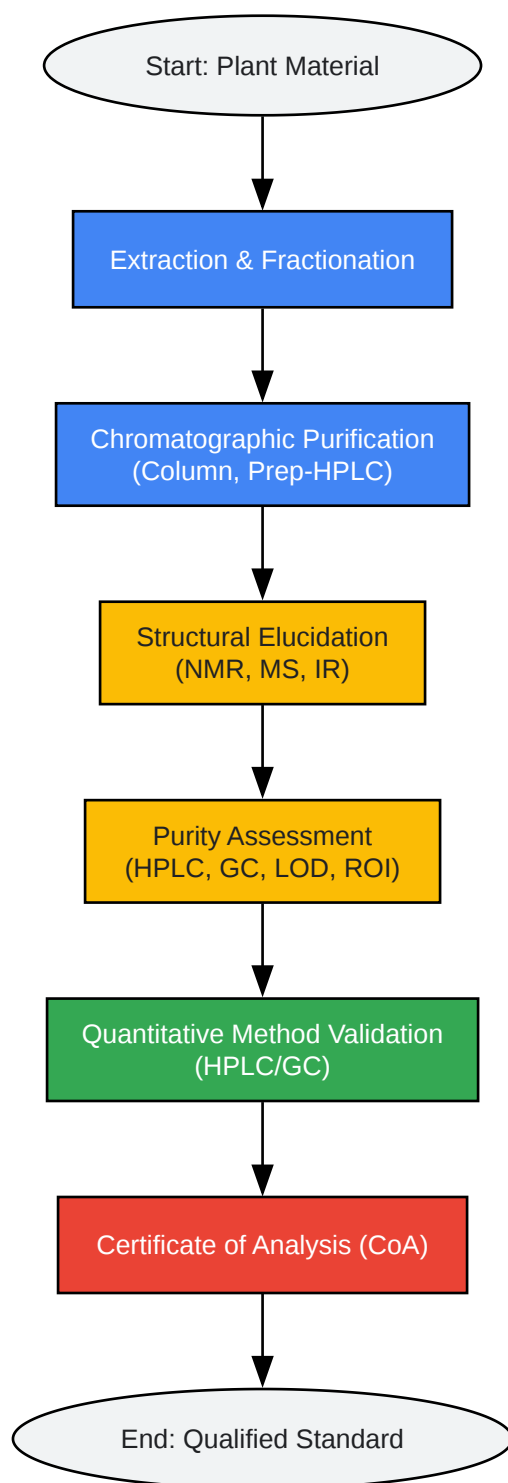 Start: Plant Material
Extraction & Fractionation
Chromatographic Purification
(Column, Prep-HPLC)
Structural Elucidation
(NMR, MS, IR)
Purity Assessment
(HPLC, GC, LOD, ROI)
Quantitative Method Validation
(HPLC/GC)
Certificate of Analysis (CoA)
End: Qualified Standard